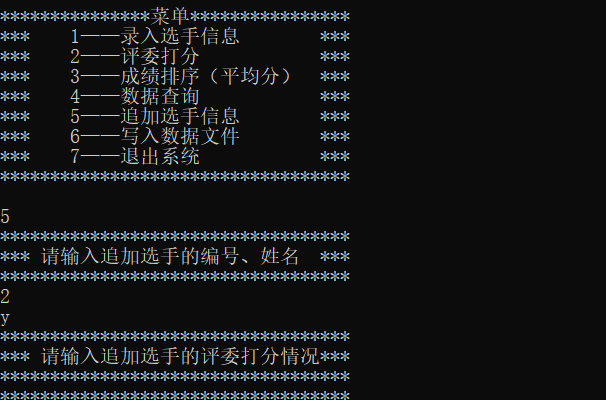 ***************菜单****************
***    1——录入选手信息        ***
***    2——评委打分            ***
***    3——成绩排序（平均分）  ***
***    4——数据查询            ***
***    5——追加选手信息        ***
***    6——写入数据文件        ***
***    7——退出系统            ***
***********************************
5
***********************************
*** 请输入追加选手的编号、姓名  ***
***********************************
2
y
***********************************
*** 请输入追加选手的评委打分情况***
***********************************
***********************************